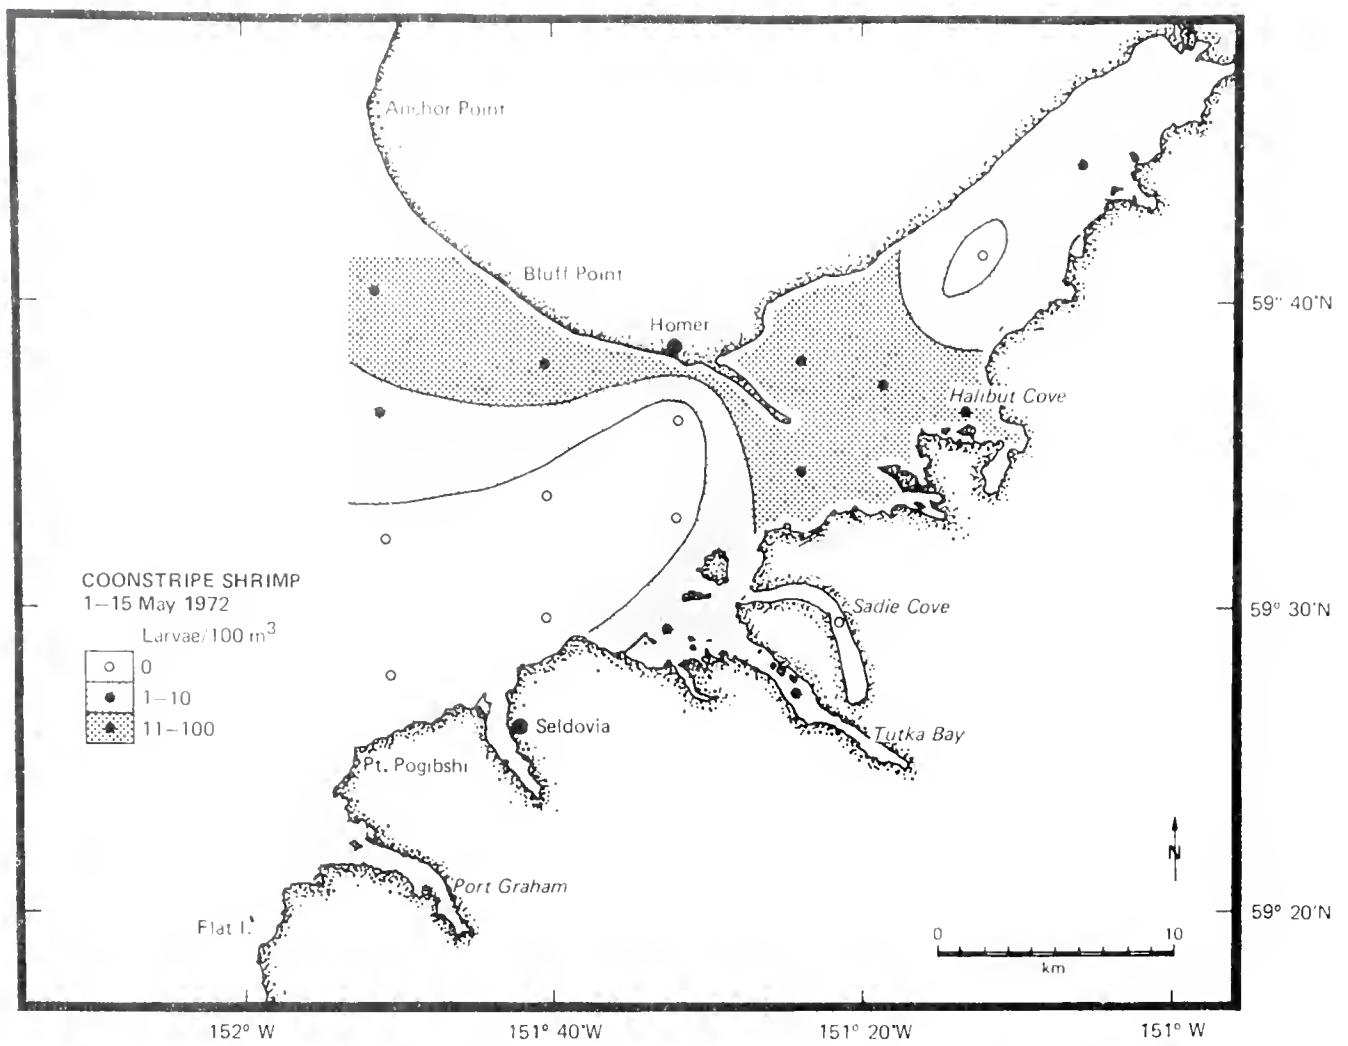 Anchor Point
Bluff Point
Homer
59° 40'N
Halibut Cove
COONSTRIPE SHRIMP
1–15 May 1972
Larvae/100 m3
0
1–10
11–100
Sadie Cove
59° 30'N
Seldovia
Tutka Bay
Pt. Pogibshi
N
Port Graham
Flat I.
59° 20'N
0 10
km
152° W 151° 40'W 151° 20'W 151° W